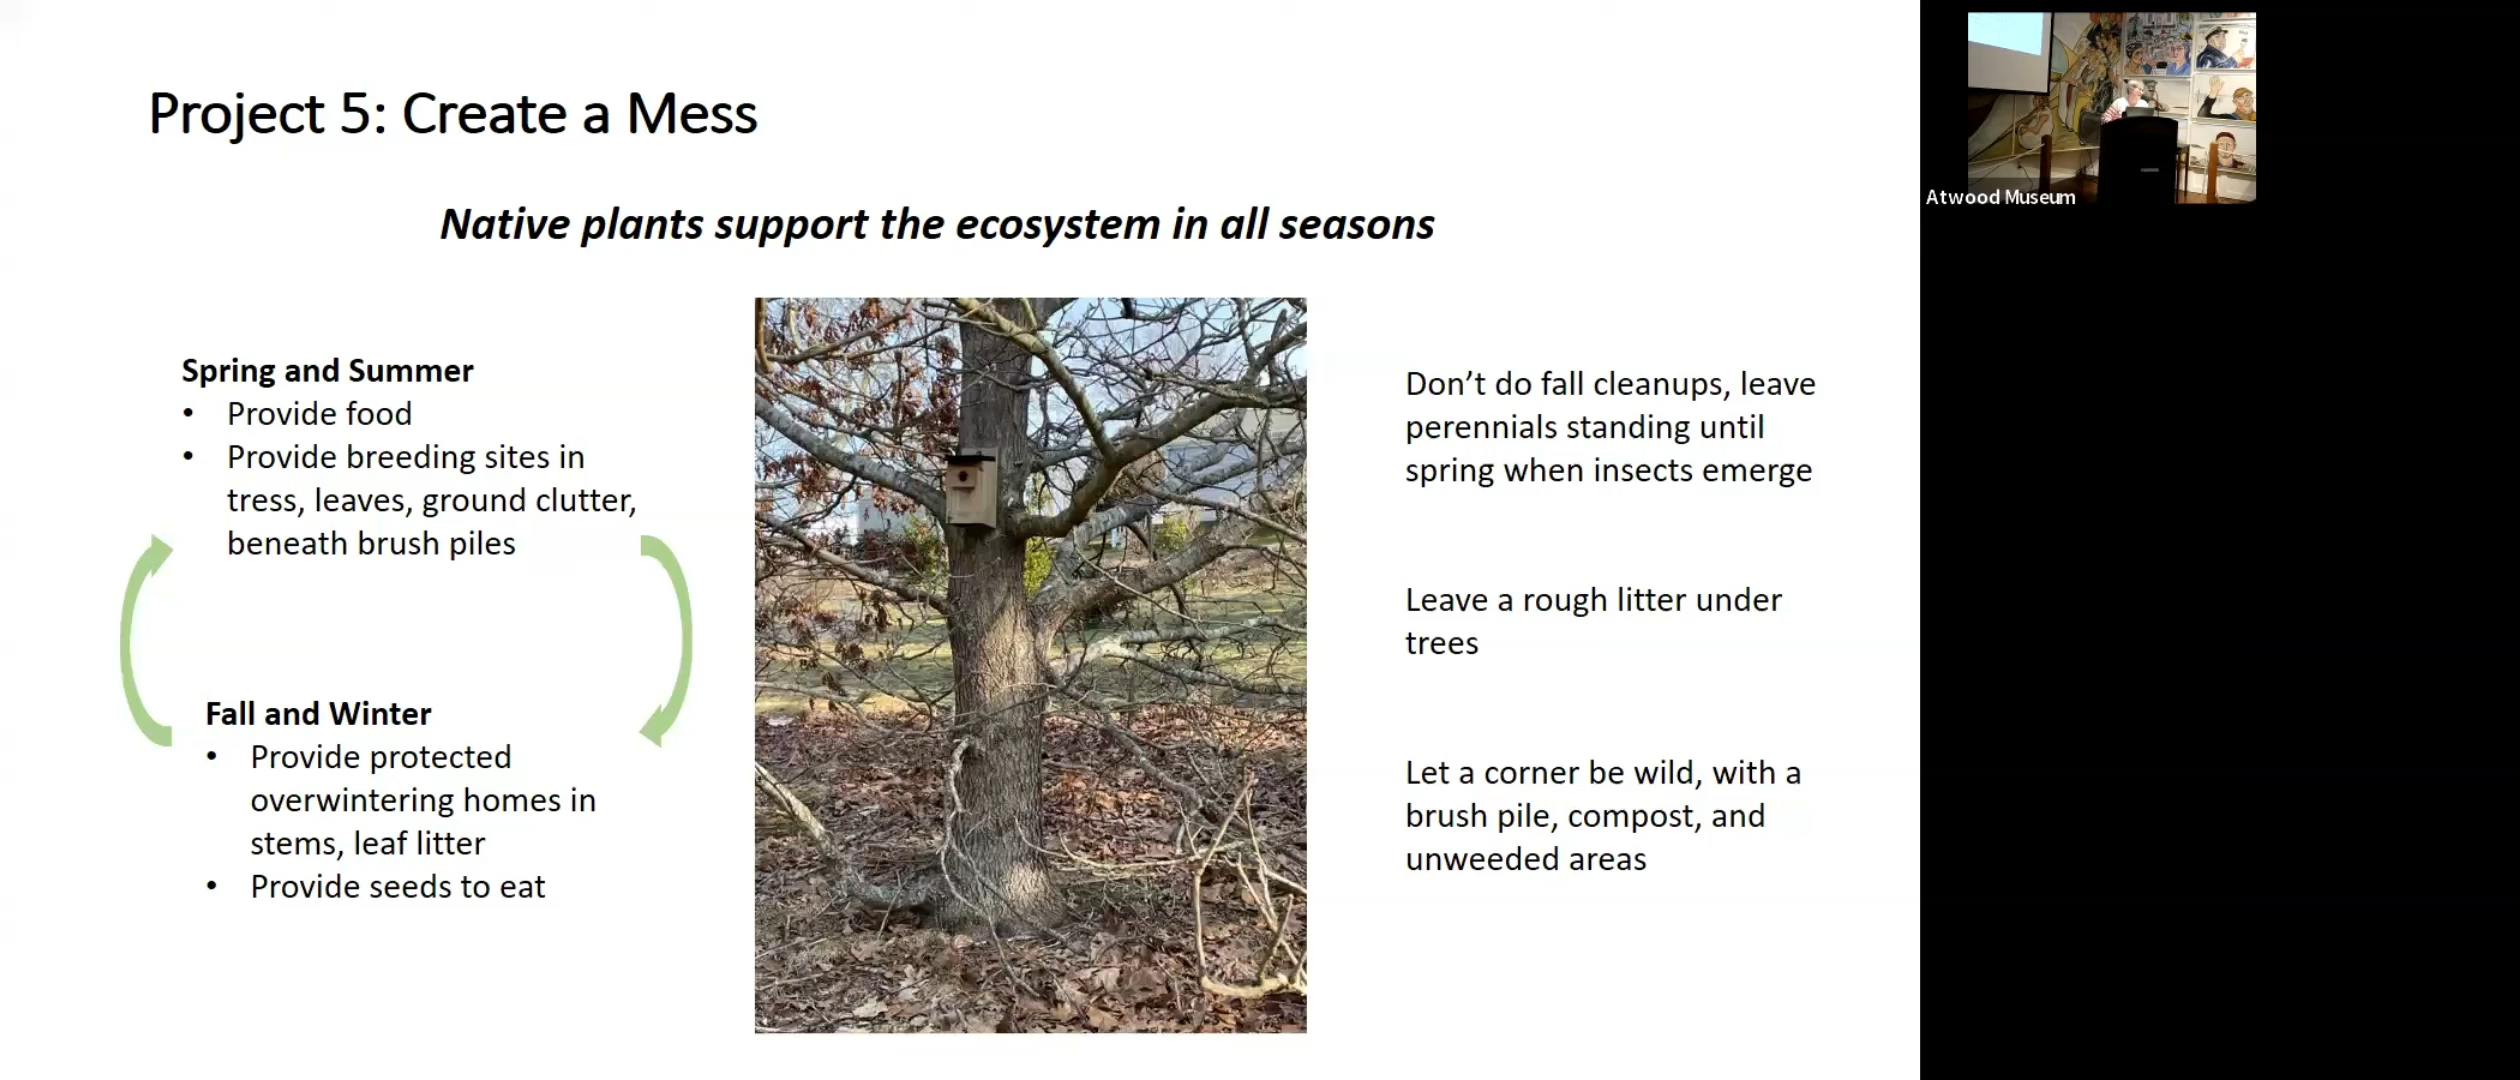 Project 5: Create a Mess
Native plants support the ecosystem in all seasons
Spring and Summer
• Provide food
• Provide breeding sites in
tress, leaves, ground clutter,
beneath brush piles
Fall and Winter
• Provide protected
overwintering homes in
stems, leaf litter
• Provide seeds to eat
Don’t do fall cleanups, leave
perennials standing until
spring when insects emerge
Leave a rough litter under
trees
Let a corner be wild, with a
brush pile, compost, and
unweeded areas
Atwood Museum